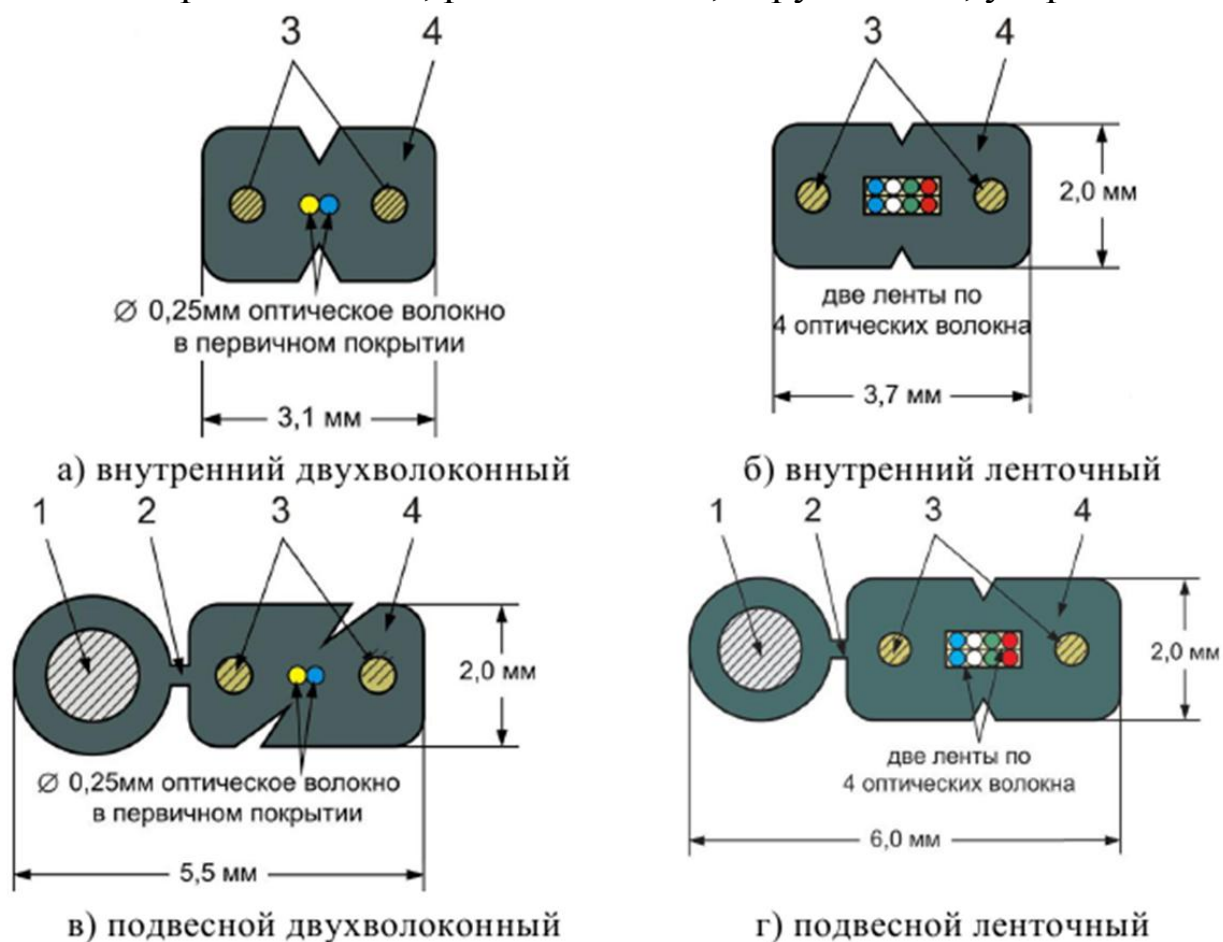 3 4
3 4
2,0 мм
Ø 0,25мм оптическое волокно
в первичном покрытии
3,1 мм
две ленты по
4 оптических волокна
3,7 мм
а) внутренний двухволоконный
б) внутренний ленточный
1 2 3 4
1 2 3 4
2,0 мм
2,0 мм
Ø 0,25мм оптическое волокно
в первичном покрытии
5,5 мм
две ленты по
4 оптических волокна
6,0 мм
в) подвесной двухволоконный
г) подвесной ленточный